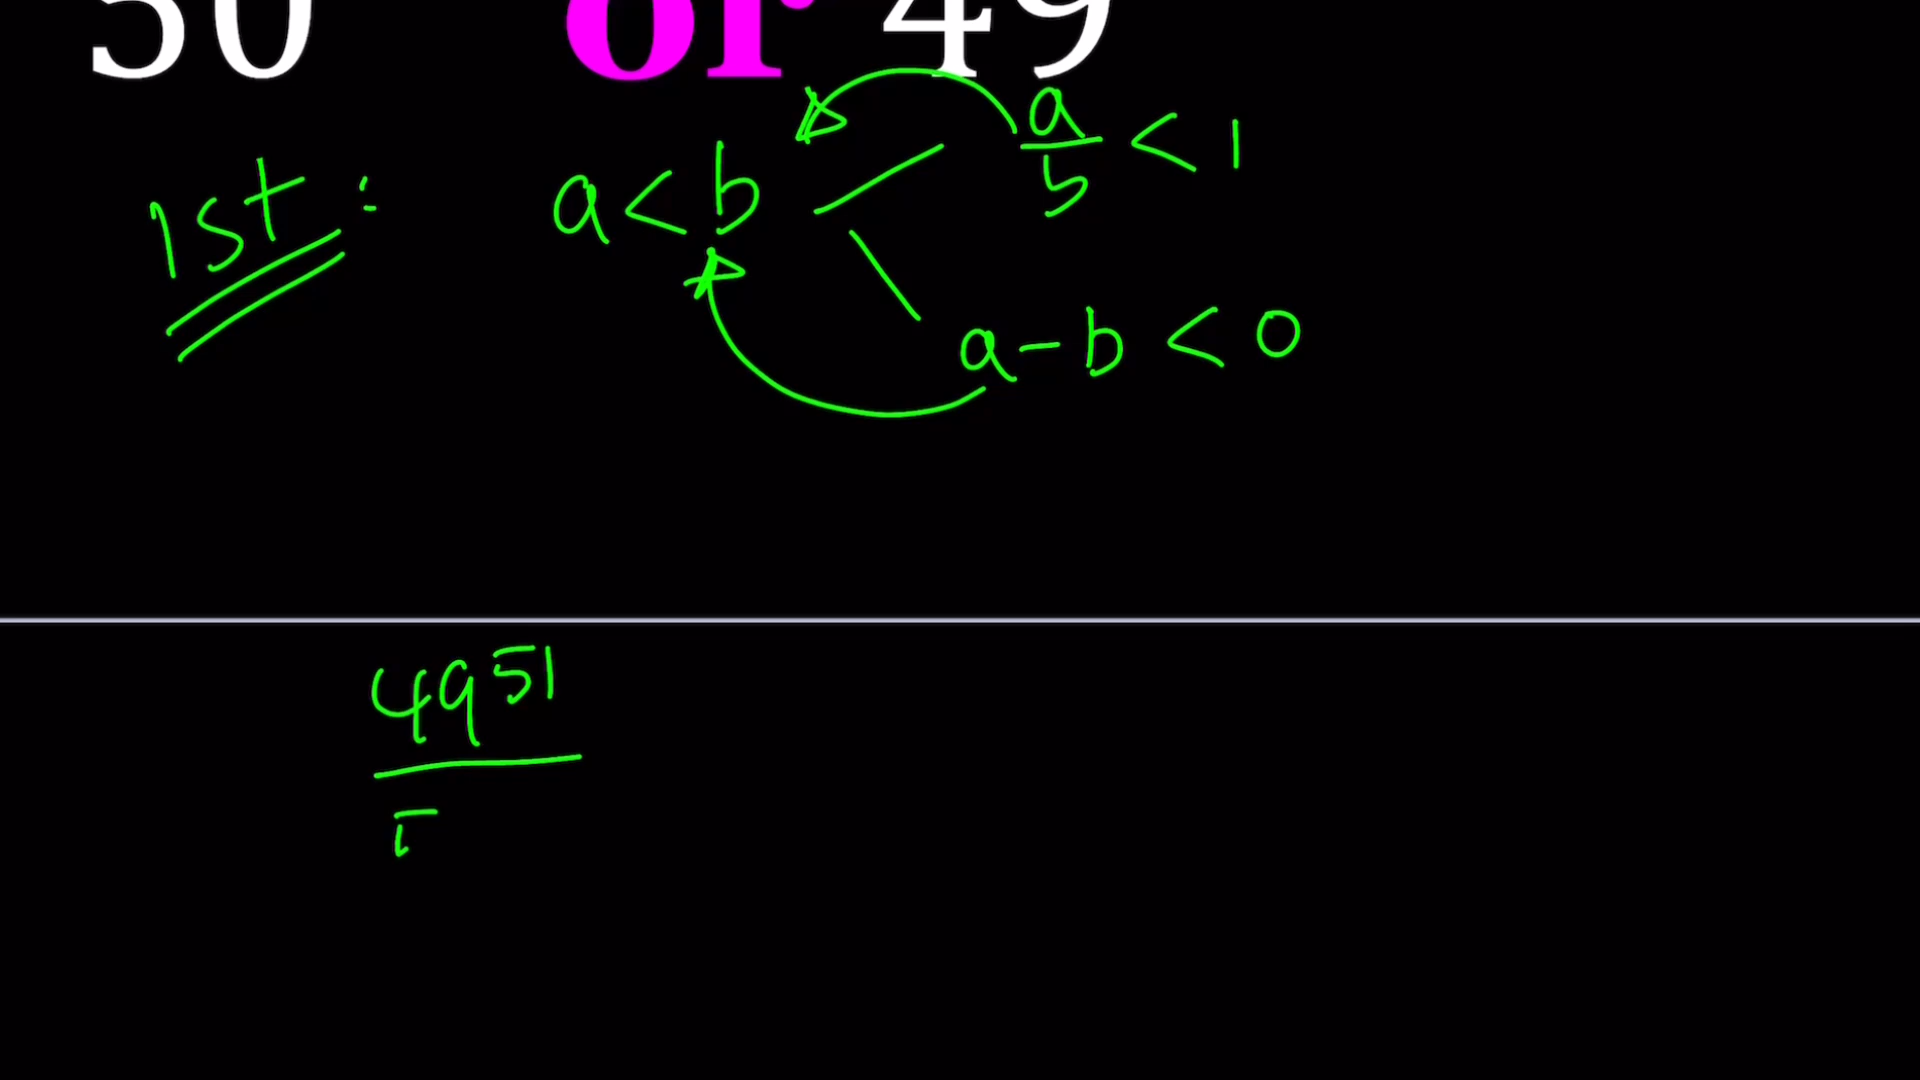 50 or 49
1st : a < b
a/b < 1
a - b < 0
49^51
5